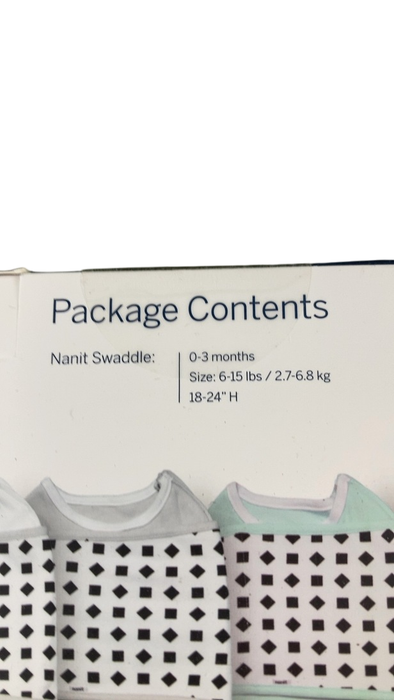 Package Contents
Nanit Swaddle: 0-3 months
Size: 6-15 lbs / 2.7-6.8 kg
18-24" H